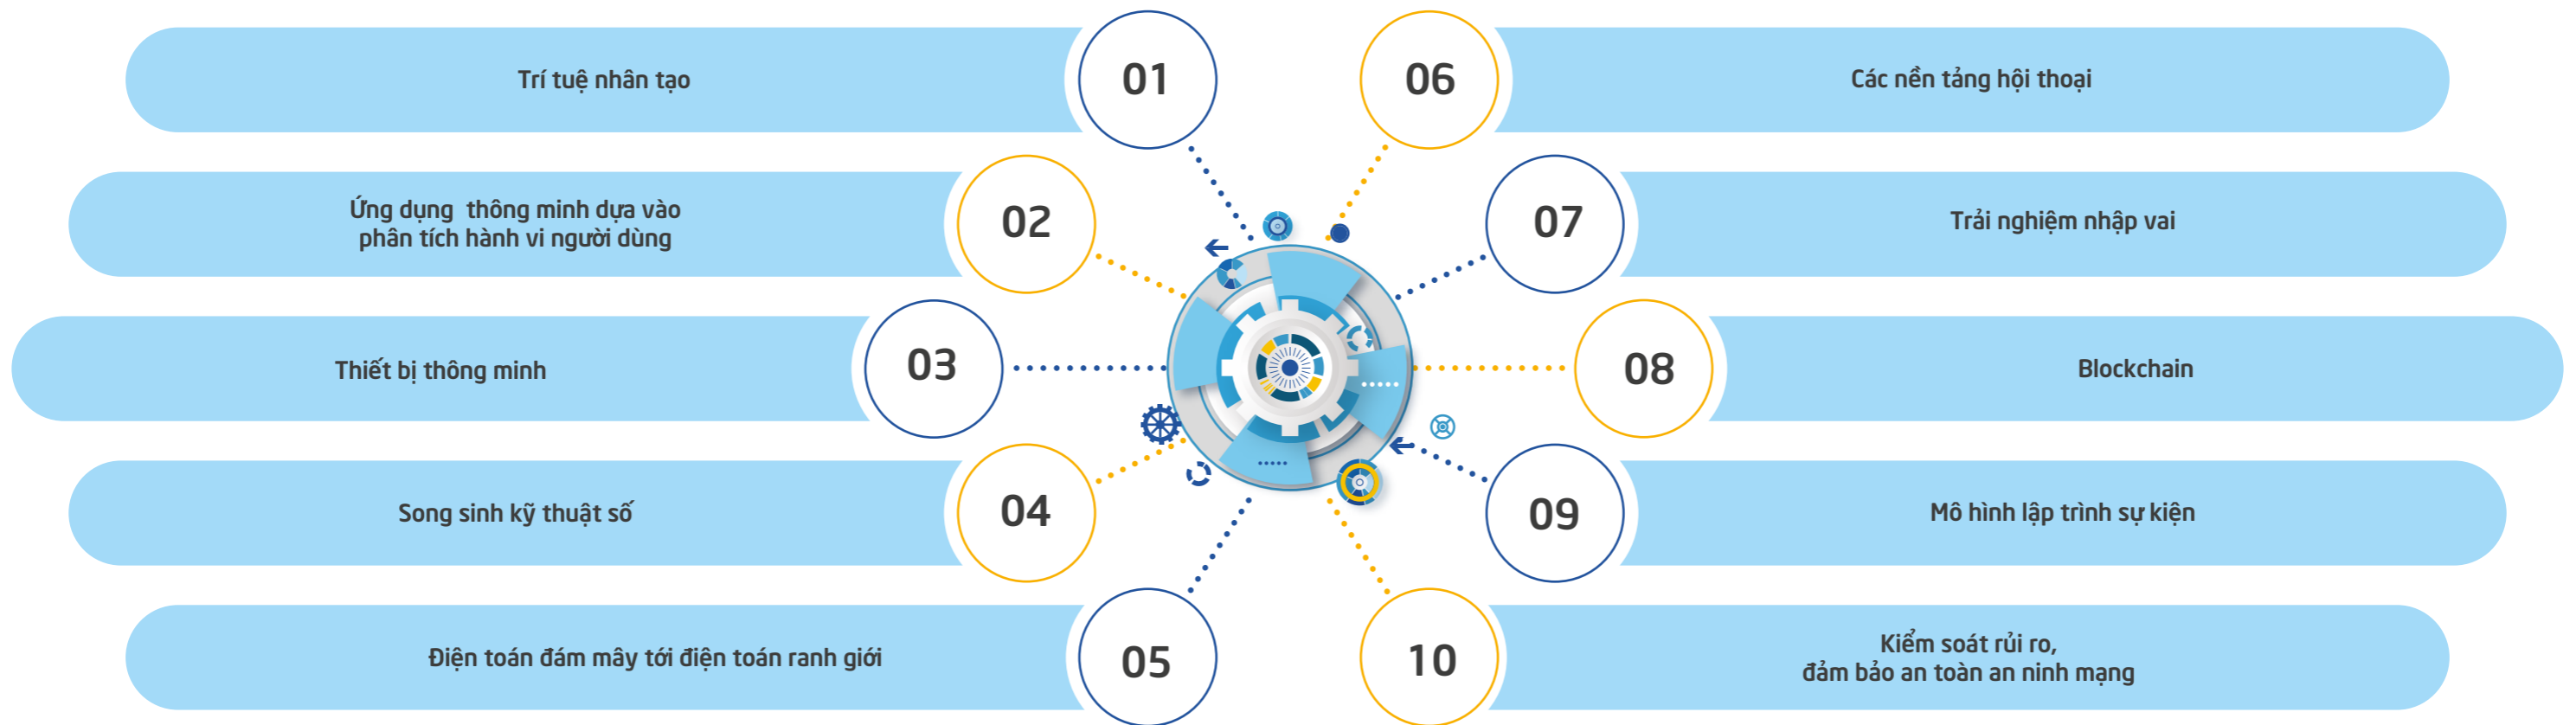 01
Trí tuệ nhân tạo
02
Ứng dụng thông minh dựa vào
phân tích hành vi người dùng
03
Thiết bị thông minh
04
Song sinh kỹ thuật số
05
Điện toán đám mây tới điện toán ranh giới
06
Các nền tảng hội thoại
07
Trải nghiệm nhập vai
08
Blockchain
09
Mô hình lập trình sự kiện
10
Kiểm soát rủi ro,
đảm bảo an toàn an ninh mạng